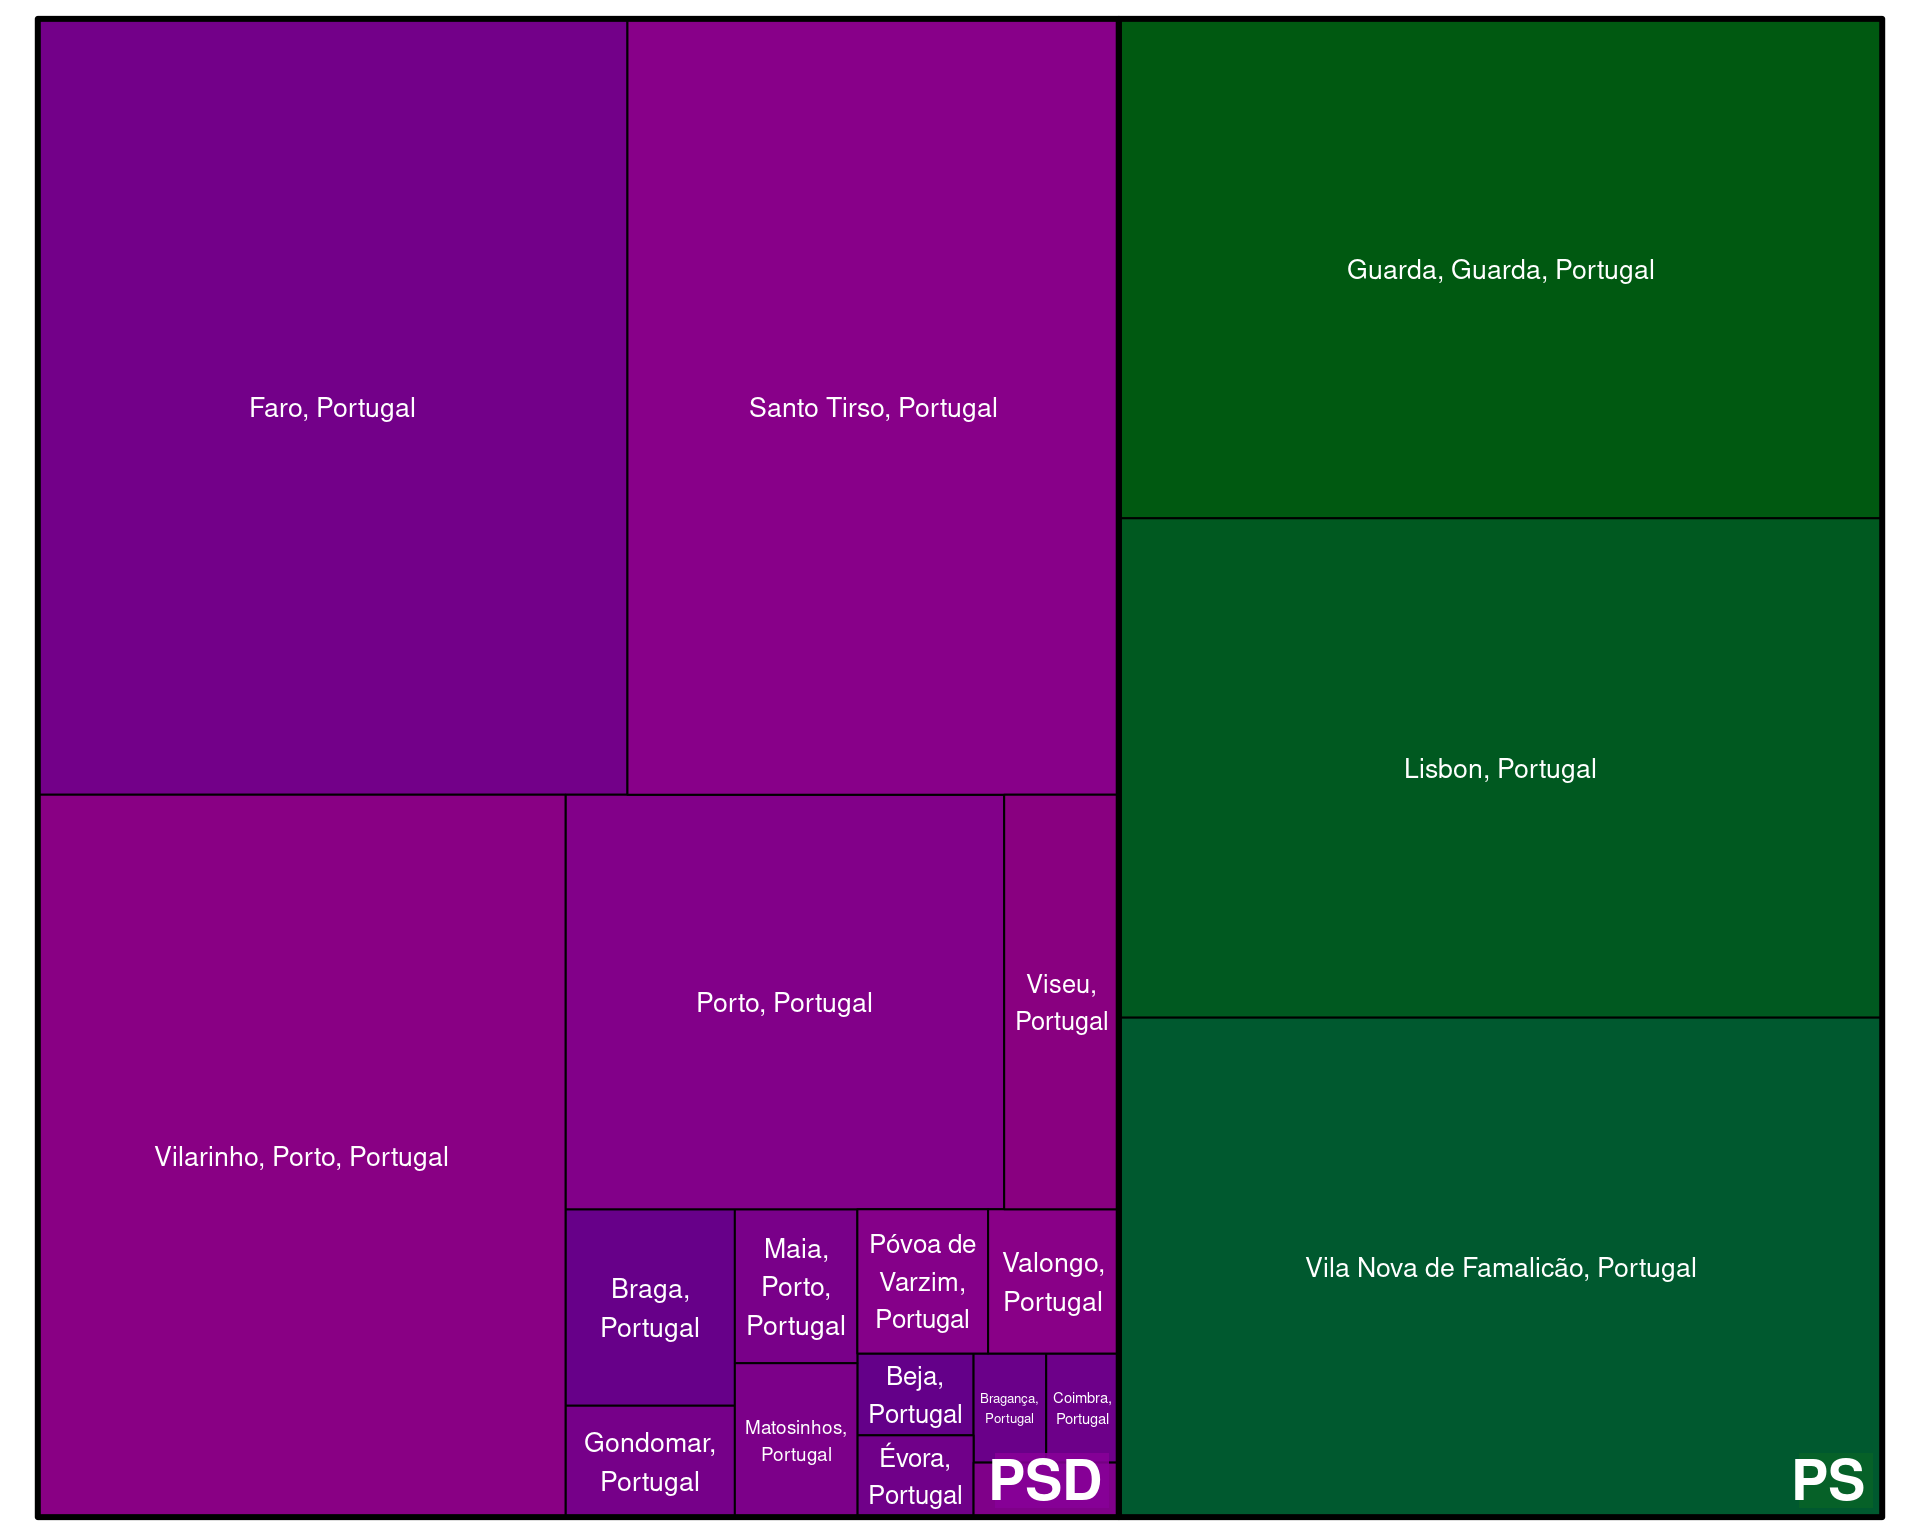 Faro, Portugal
Santo Tirso, Portugal
Guarda, Guarda, Portugal
Lisbon, Portugal
Vila Nova de Famalicão, Portugal
Vilarinho, Porto, Portugal
Porto, Portugal
Viseu,
Portugal
Braga,
Portugal
Gondomar,
Portugal
Maia,
Porto,
Portugal
Matosinhos,
Portugal
Póvoa de
Varzim,
Portugal
Valongo,
Portugal
Beja,
Portugal
Évora,
Portugal
Bragança,
Portugal
Coimbra,
Portugal
PSD
PS